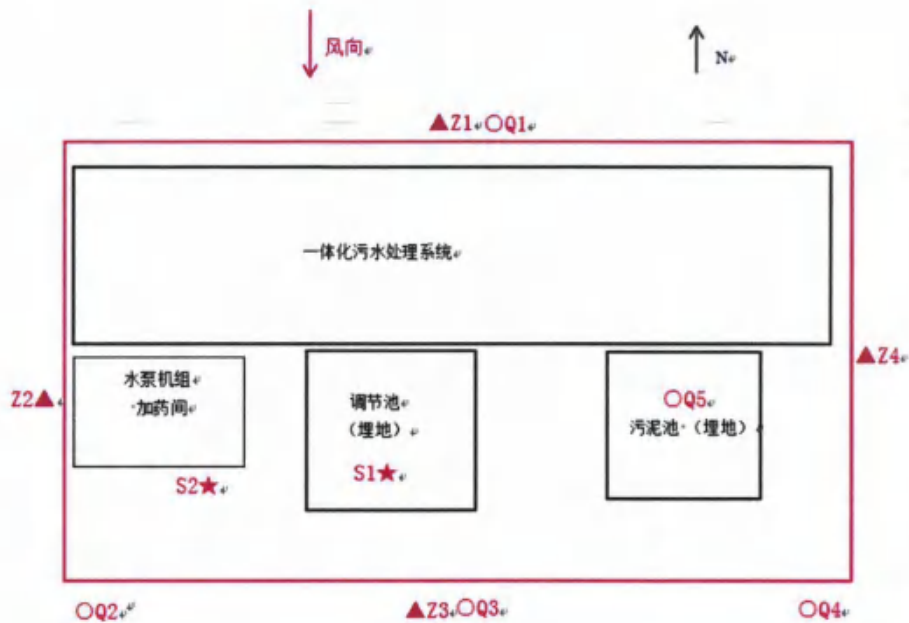 风向
N
▲Z1 ○Q1
一体化污水处理系统
水泵机组
加药间
调节池
（埋地）
○Q5
污泥池（埋地）
▲Z4
Z2▲
S2★
S1★
○Q2
▲Z3○Q3
○Q4